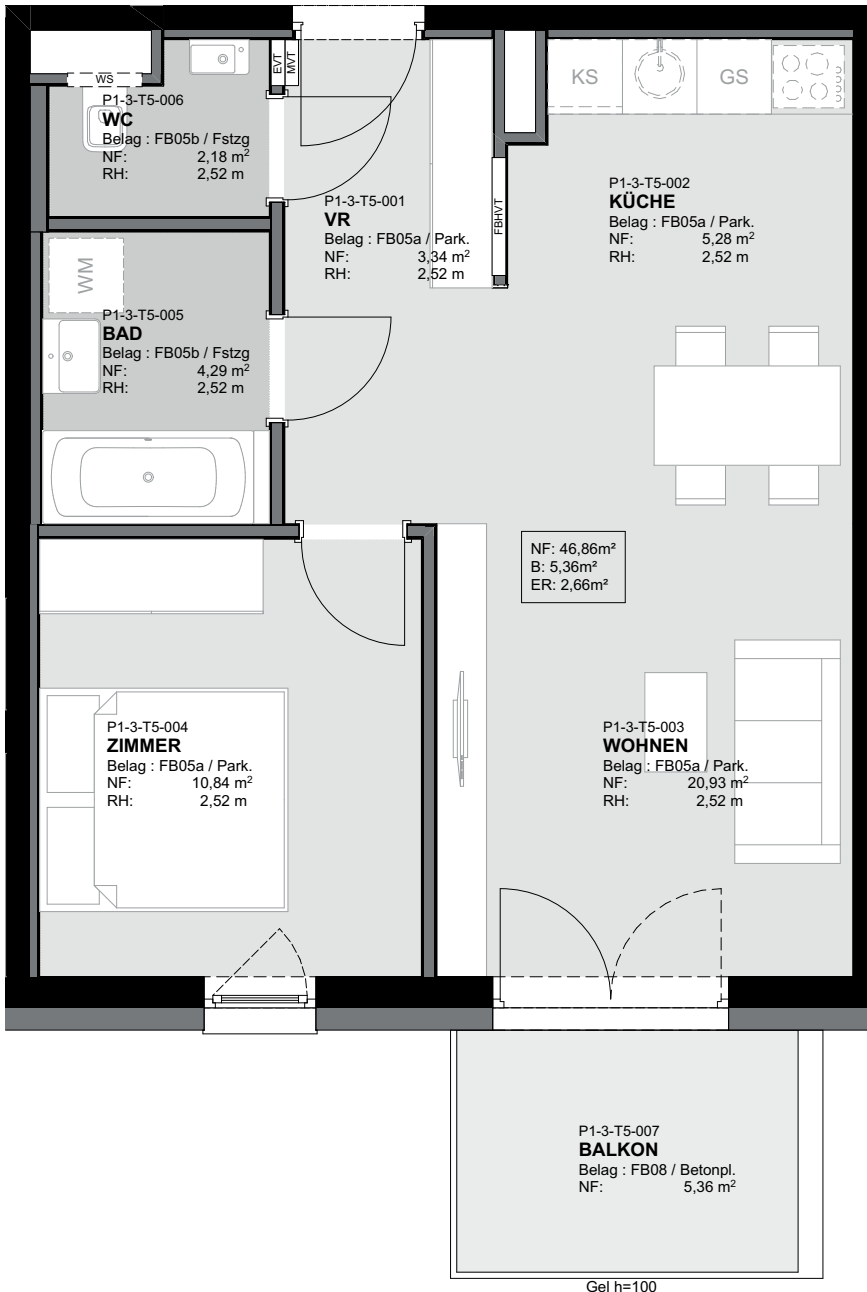 WS
EVT
MVT
KS
GS
P1-3-T5-006
WC
Belag : FB05b / Fstzg
NF: 2,18 m²
RH: 2,52 m
P1-3-T5-001
VR
Belag : FB05a / Park.
NF: 3,34 m²
RH: 2,52 m
FBHVT
P1-3-T5-002
KÜCHE
Belag : FB05a / Park.
NF: 5,28 m²
RH: 2,52 m
WM
P1-3-T5-005
BAD
Belag : FB05b / Fstzg
NF: 4,29 m²
RH: 2,52 m
NF: 46,86m²
B: 5,36m²
ER: 2,66m²
P1-3-T5-004
ZIMMER
Belag : FB05a / Park.
NF: 10,84 m²
RH: 2,52 m
P1-3-T5-003
WOHNEN
Belag : FB05a / Park.
NF: 20,93 m²
RH: 2,52 m
P1-3-T5-007
BALKON
Belag : FB08 / Betonpl.
NF: 5,36 m²
Gel h=100